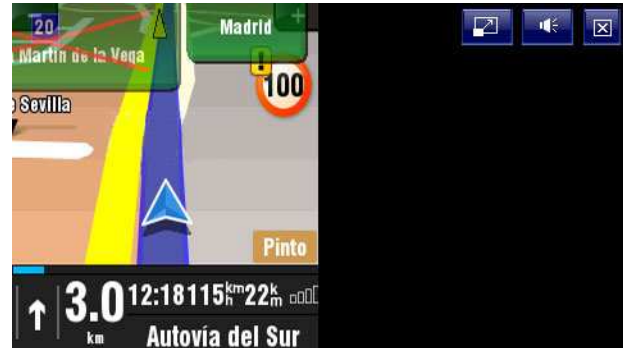 20
Madrid
Martin de la Vega
Sevilla
!
100
Pinto
3.0 km
12:18 115 km/h 22 km
Autovía del Sur